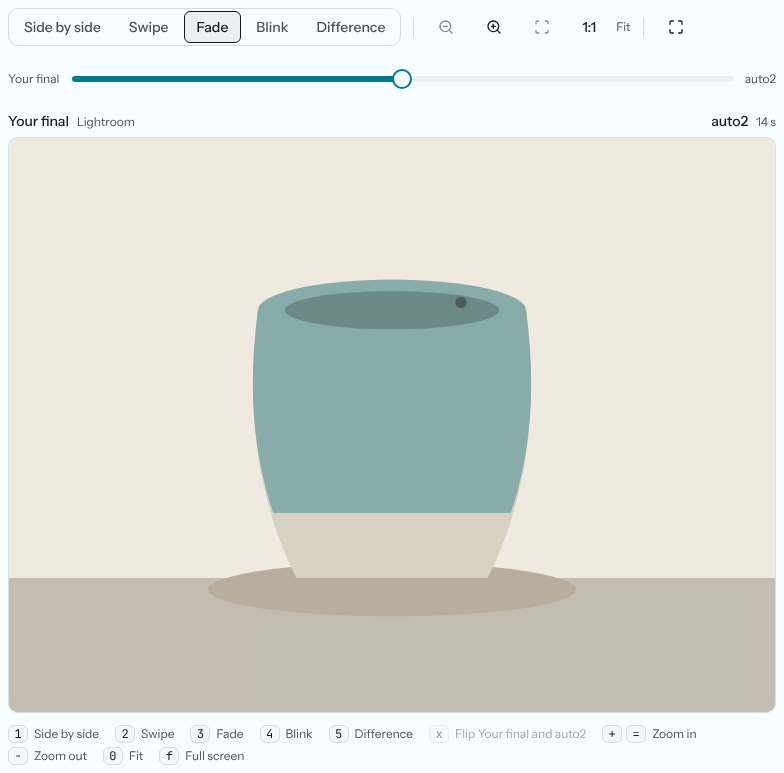 Side by side Swipe Fade Blink Difference 1:1 Fit
Your final auto2
Your final Lightroom auto2 14 s
1 Side by side 2 Swipe 3 Fade 4 Blink 5 Difference x Flip Your final and auto2 + = Zoom in
- Zoom out 0 Fit f Full screen